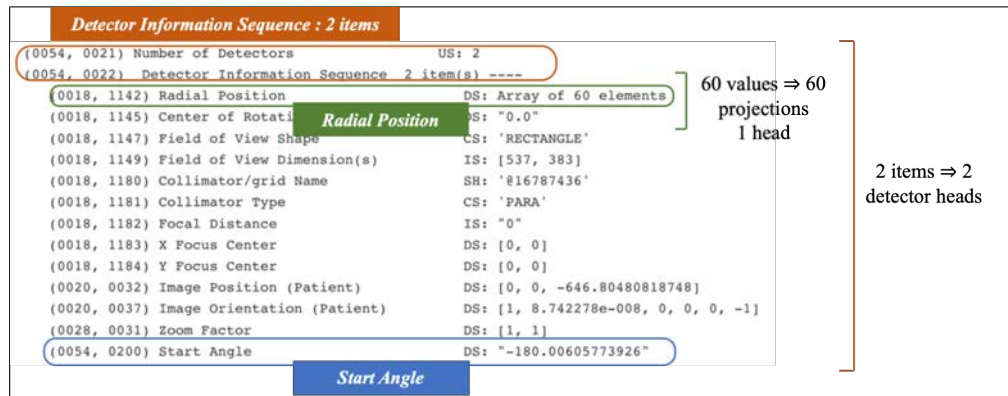 Detector Information Sequence : 2 items
(0054, 0021) Number of Detectors US: 2
(0054, 0022) Detector Information Sequence 2 item(s) ----
(0018, 1142) Radial Position DS: Array of 60 elements
(0018, 1145) Center of Rotati DS: "0.0"
Radial Position
(0018, 1147) Field of View Shape CS: 'RECTANGLE'
(0018, 1149) Field of View Dimension(s) IS: [537, 383]
(0018, 1180) Collimator/grid Name SH: '@16787436'
(0018, 1181) Collimator Type CS: 'PARA'
(0018, 1182) Focal Distance IS: "0"
(0018, 1183) X Focus Center DS: [0, 0]
(0018, 1184) Y Focus Center DS: [0, 0]
(0020, 0032) Image Position (Patient) DS: [0, 0, -646.80480818748]
(0020, 0037) Image Orientation (Patient) DS: [1, 8.742278e-008, 0, 0, 0, -1]
(0028, 0031) Zoom Factor DS: [1, 1]
(0054, 0200) Start Angle DS: "-180.00605773926"
Start Angle
60 values ⇒ 60
projections
1 head
2 items ⇒ 2
detector heads